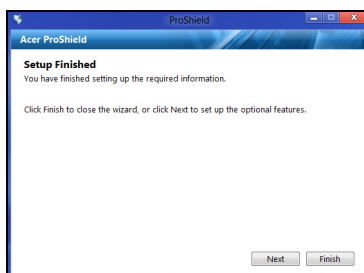 ProShield
Acer ProShield
Setup Finished
You have finished setting up the required information.
Click Finish to close the wizard, or click Next to set up the optional features.
Next
Finish